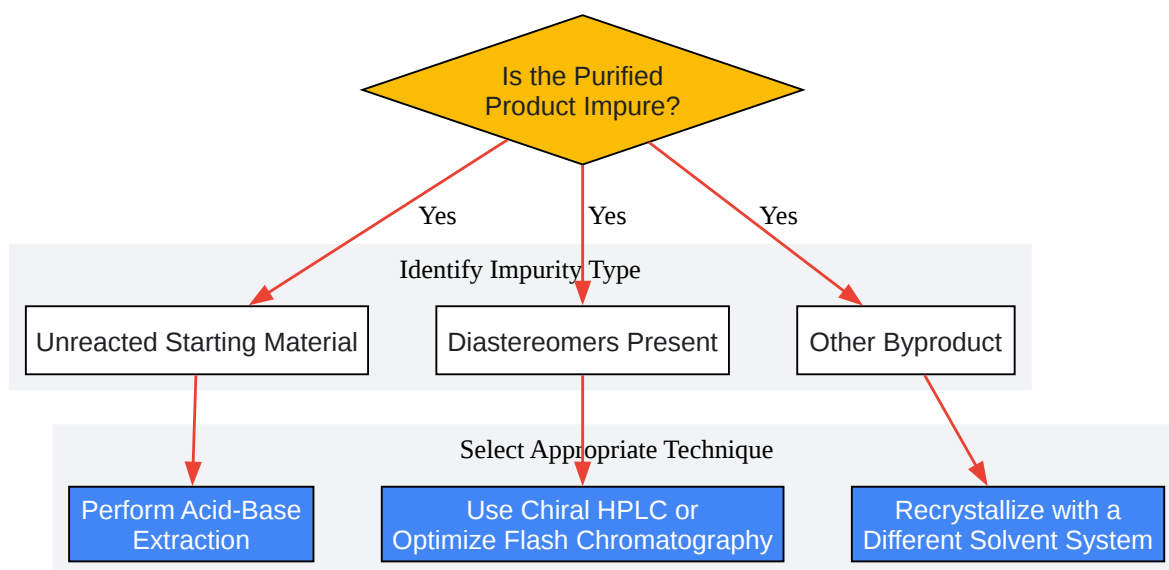 Is the Purified
Product Impure?
Yes
Yes
Yes
Identify Impurity Type
Unreacted Starting Material
Diastereomers Present
Other Byproduct
Select Appropriate Technique
Perform Acid-Base
Extraction
Use Chiral HPLC or
Optimize Flash Chromatography
Recrystallize with a
Different Solvent System